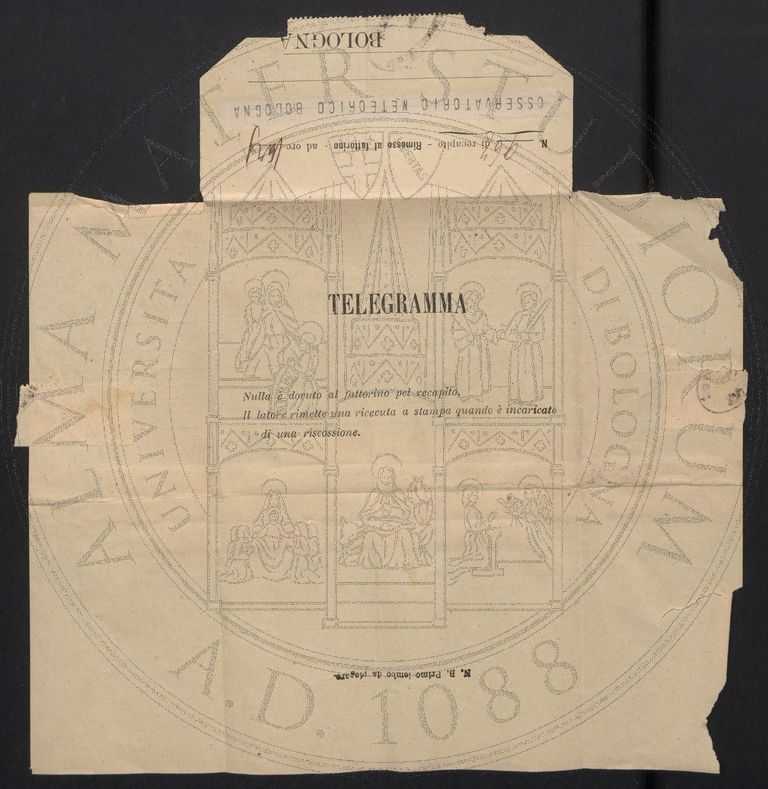 BOLOGNA
OSSERVATORIO METEORICO BOLOGNA
N. 268 di recapito - Rimesso al fattorino - ad ore
TELEGRAMMA
Nulla è dovuto al fattorino pel recapito.
Il latore rimette una ricevuta a stampa quando è incaricato
di una riscossione.
N. B. Primo lembo da piegare.
ALMA MATER STUDIORUM
UNIVERSITA DI BOLOGNA
A.D. 1088